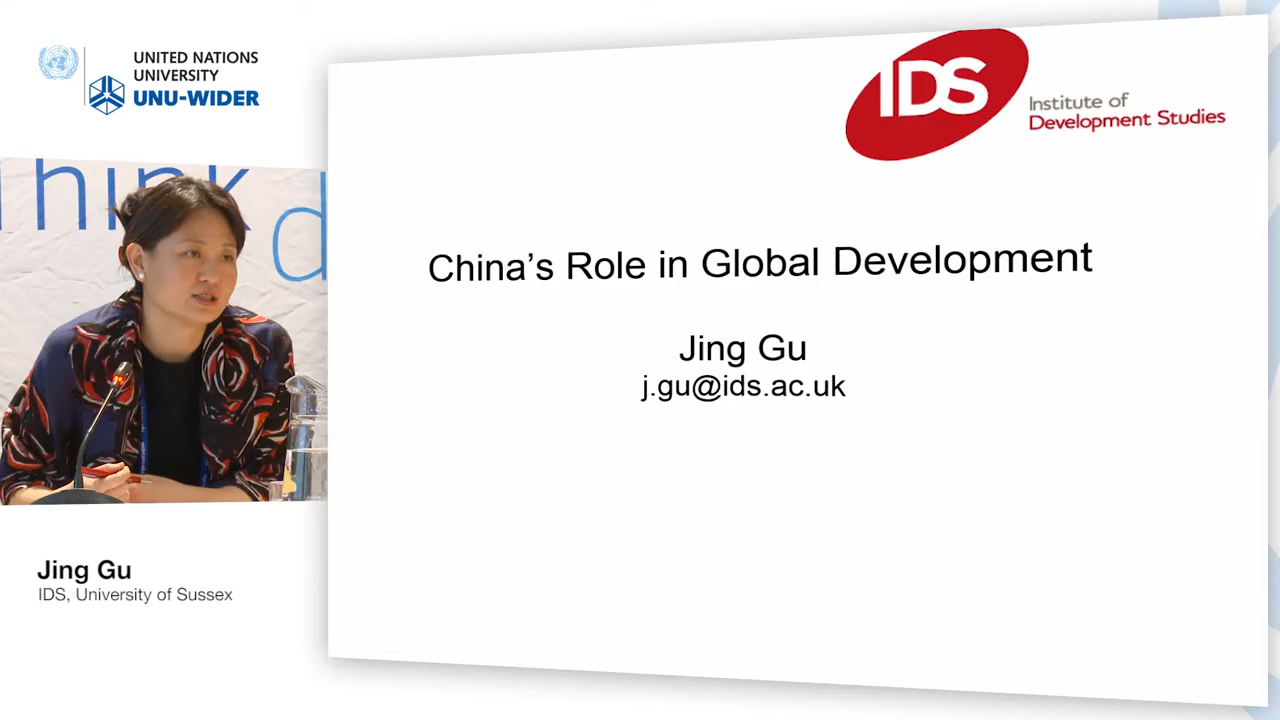 UNITED NATIONS
UNIVERSITY
UNU-WIDER
think
d
Jing Gu
IDS, University of Sussex
IDS
Institute of
Development Studies
China's Role in Global Development
Jing Gu
j.gu@ids.ac.uk